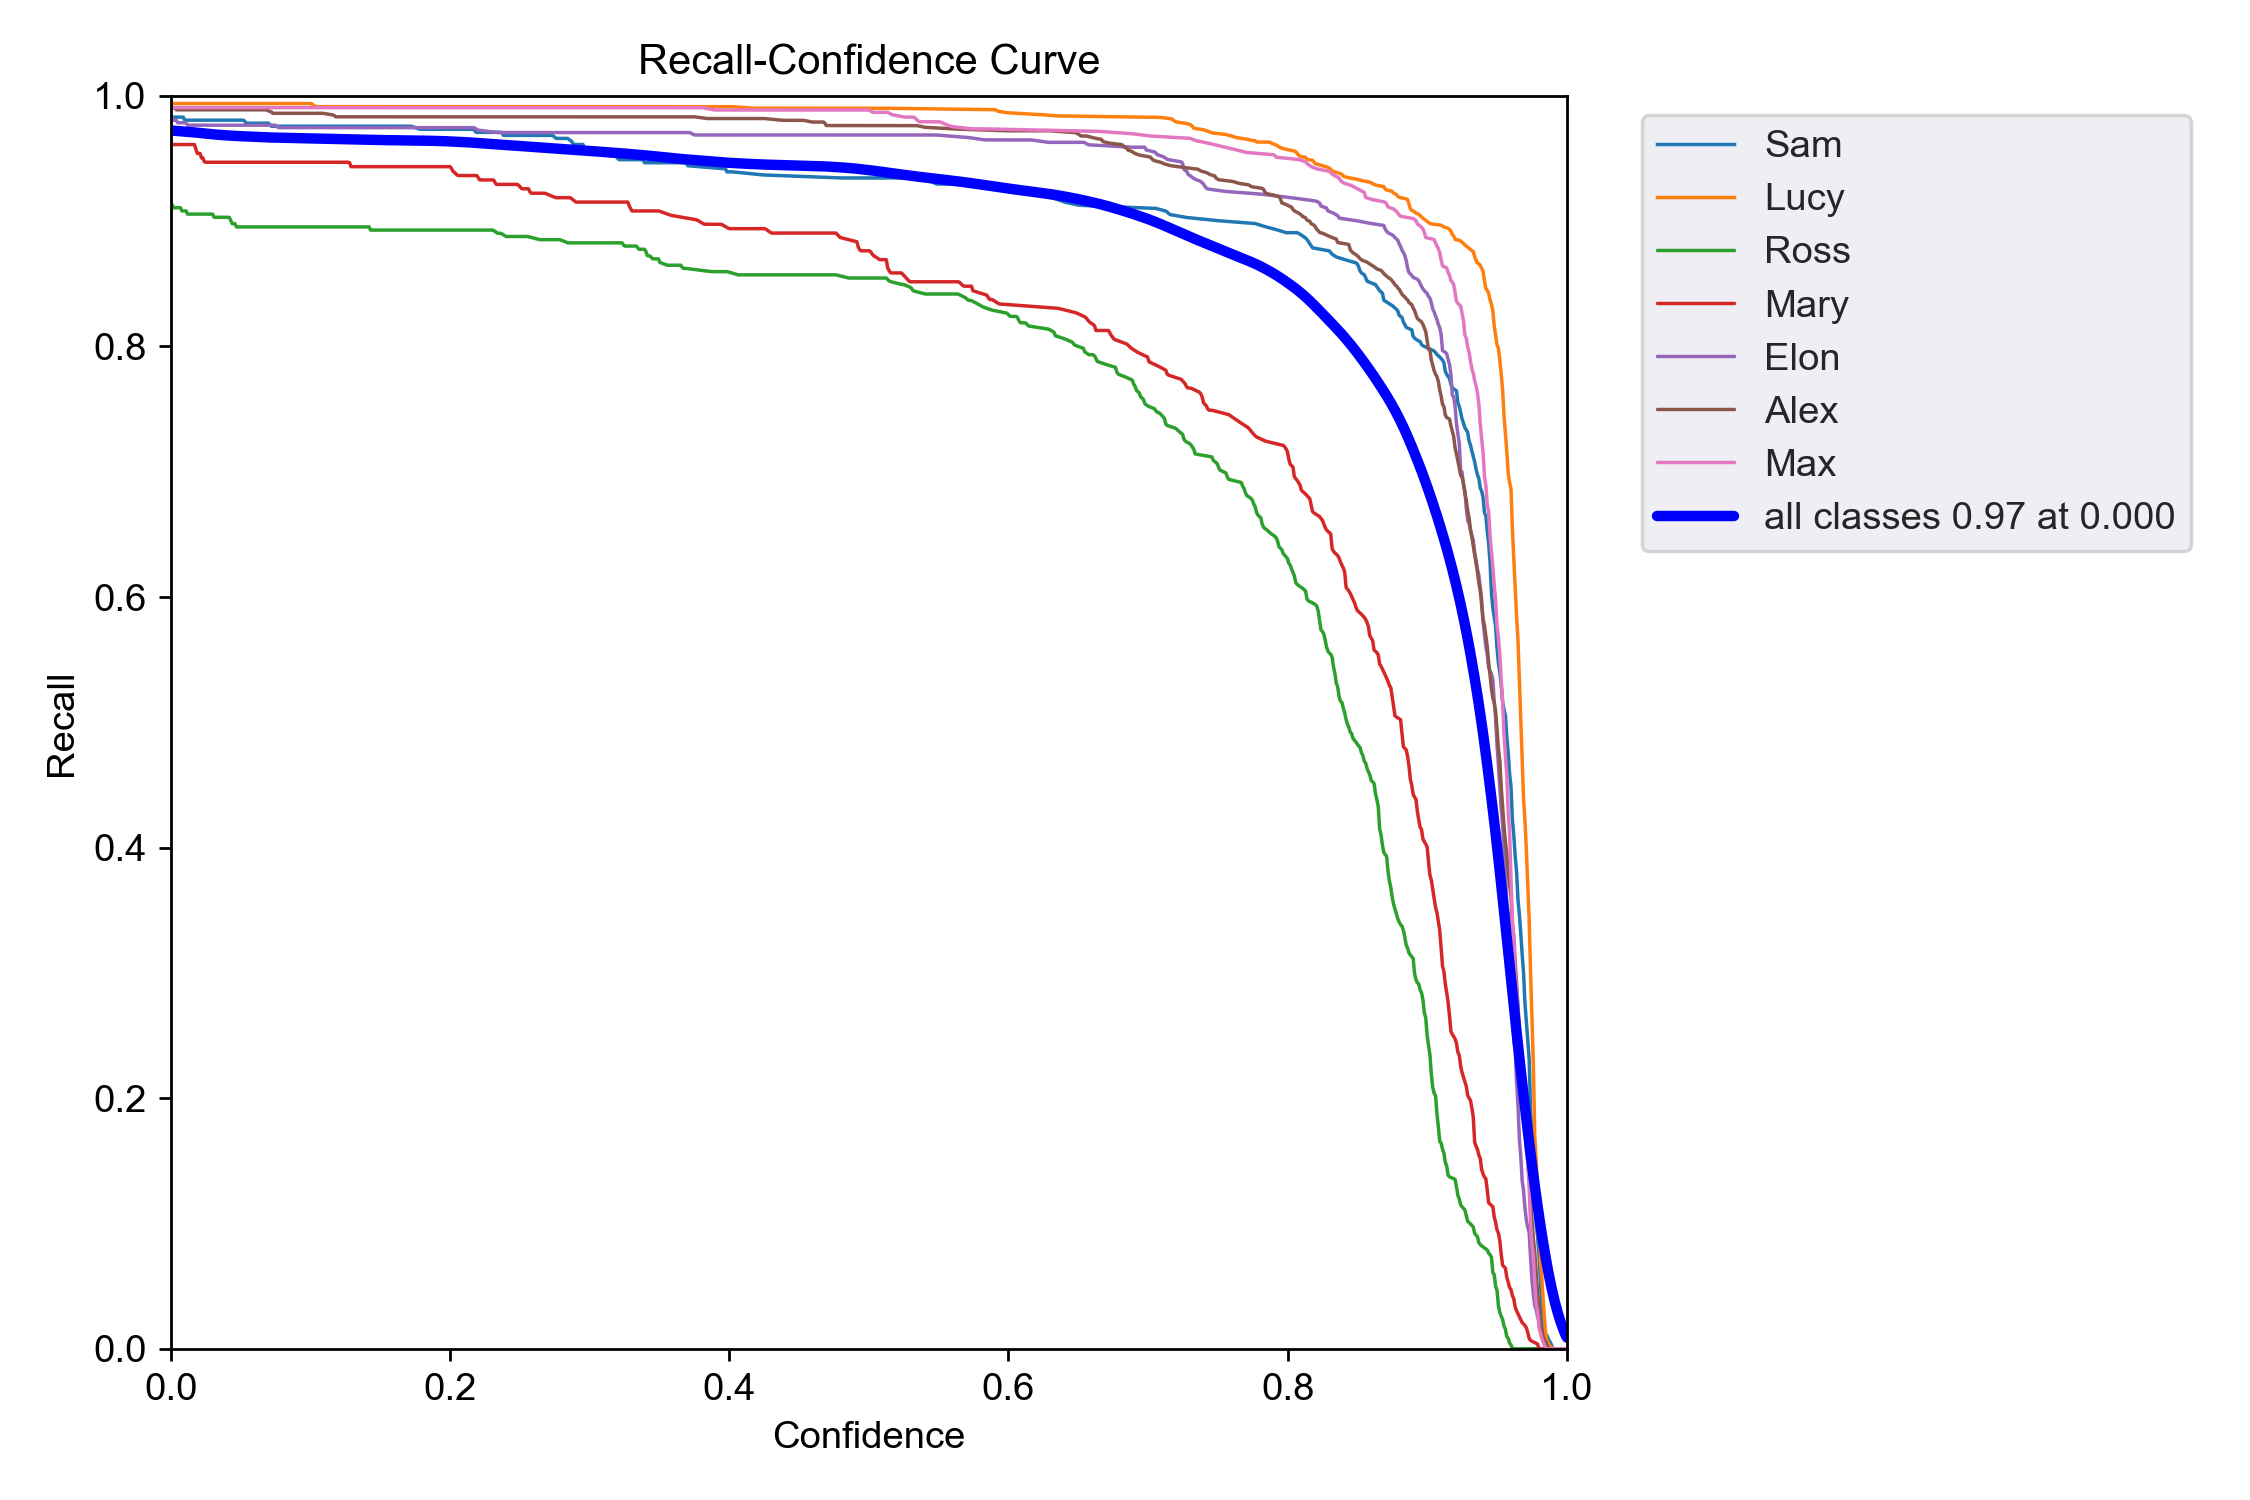 Recall-Confidence Curve
1.0
0.8
0.6
0.4
0.2
0.0
Recall
0.0 0.2 0.4 0.6 0.8 1.0
Confidence
Sam
Lucy
Ross
Mary
Elon
Alex
Max
all classes 0.97 at 0.000